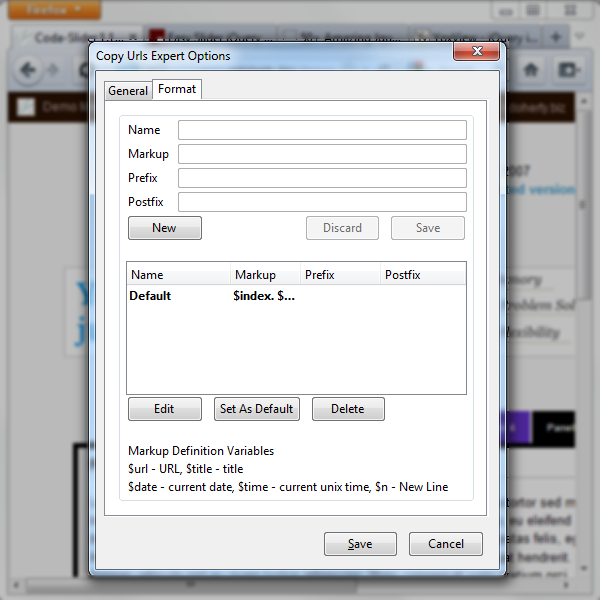 Firefox
Copy Urls Expert Options
General
Format
Name
Markup
Prefix
Postfix
New
Discard
Save
Name Markup Prefix Postfix
Default $index. $...
Edit
Set As Default
Delete
Markup Definition Variables
$url - URL, $title - title
$date - current date, $time - current unix time, $n - New Line
Save
Cancel
2007